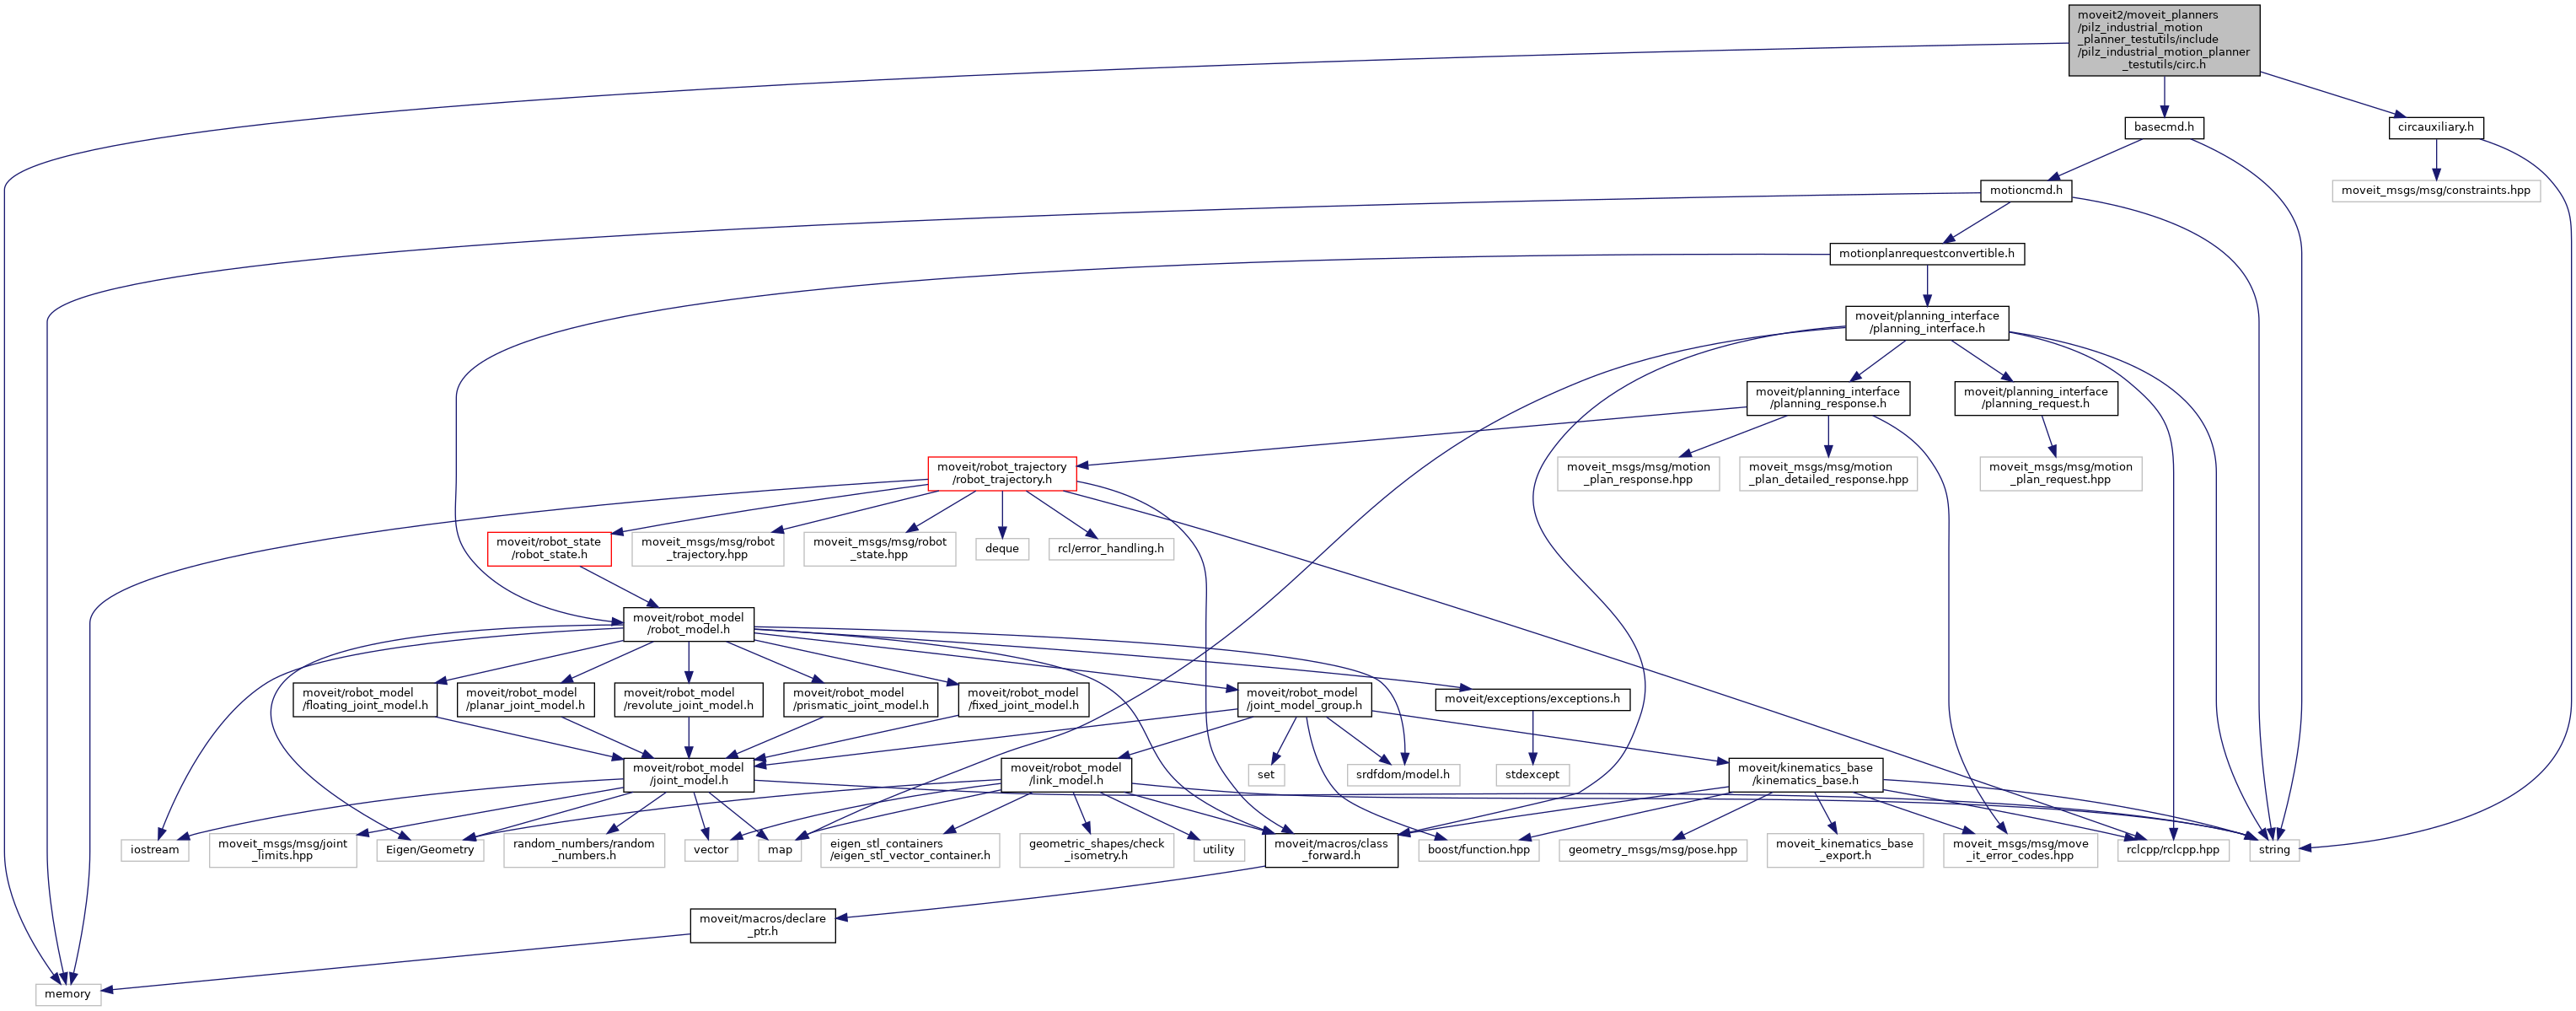 moveit2/moveit_planners
/pilz_industrial_motion
_planner_testutils/include
/pilz_industrial_motion_planner
_testutils/circ.h
basecmd.h
circauxiliary.h
motioncmd.h
moveit_msgs/msg/constraints.hpp
motionplanrequestconvertible.h
moveit/planning_interface
/planning_interface.h
moveit/planning_interface
/planning_response.h
moveit/planning_interface
/planning_request.h
moveit/robot_trajectory
/robot_trajectory.h
moveit_msgs/msg/motion
_plan_response.hpp
moveit_msgs/msg/motion
_plan_detailed_response.hpp
moveit_msgs/msg/motion
_plan_request.hpp
moveit/robot_state
/robot_state.h
moveit_msgs/msg/robot
_trajectory.hpp
moveit_msgs/msg/robot
_state.hpp
deque
rcl/error_handling.h
moveit/robot_model
/robot_model.h
moveit/robot_model
/floating_joint_model.h
moveit/robot_model
/planar_joint_model.h
moveit/robot_model
/revolute_joint_model.h
moveit/robot_model
/prismatic_joint_model.h
moveit/robot_model
/fixed_joint_model.h
moveit/robot_model
/joint_model_group.h
moveit/exceptions/exceptions.h
moveit/robot_model
/joint_model.h
moveit/robot_model
/link_model.h
set
srdfdom/model.h
stdexcept
moveit/kinematics_base
/kinematics_base.h
iostream
moveit_msgs/msg/joint
_limits.hpp
Eigen/Geometry
random_numbers/random
_numbers.h
vector
map
eigen_stl_containers
/eigen_stl_vector_container.h
geometric_shapes/check
_isometry.h
utility
moveit/macros/class
_forward.h
boost/function.hpp
geometry_msgs/msg/pose.hpp
moveit_kinematics_base
_export.h
moveit_msgs/msg/move
_it_error_codes.hpp
rclcpp/rclcpp.hpp
string
moveit/macros/declare
_ptr.h
memory